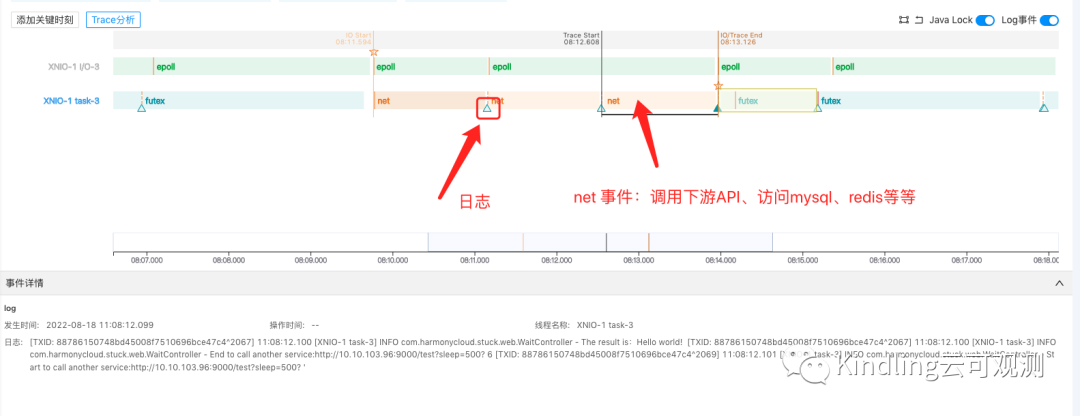 添加关键时刻 Trace分析 Java Lock Log事件
IO Start Trace Start IO/Trace End
08:11.594 08:12.608 08:13.126
XNIO-1 I/O-3 epoll epoll epoll epoll epoll
XNIO-1 task-3 futex net net net futex futex
日志
net 事件：调用下游API、访问mysql、redis等等
08:07.000 08:08.000 08:09.000 08:10.000 08:11.000 08:12.000 08:13.000 08:14.000 08:15.000 08:16.000 08:17.000 08:18.000
事件详情
log
发生时间: 2022-08-18 11:08:12.099 操作时间: -- 线程名称: XNIO-1 task-3
日志: [TXID: 88786150748bd45008f7510696bce47c4^2067] 11:08:12.100 [XNIO-1 task-3] INFO com.harmonycloud.stuck.web.WaitController - The result is：Hello world! [TXID: 88786150748bd45008f7510696bce47c4^2067] 11:08:12.100 [XNIO-1 task-3] INFO
com.harmonycloud.stuck.web.WaitController - End to call another service:http://10.10.103.96:9000/test?sleep=500? 6 [TXID: 88786150748bd45008f7510696bce47c4^2069] 11:08:12.101 task-3] INFO com.harmonycloud.stuck.web.WaitController - St
art to call another service:http://10.10.103.96:9000/test?sleep=500? '
Kindling云可观测